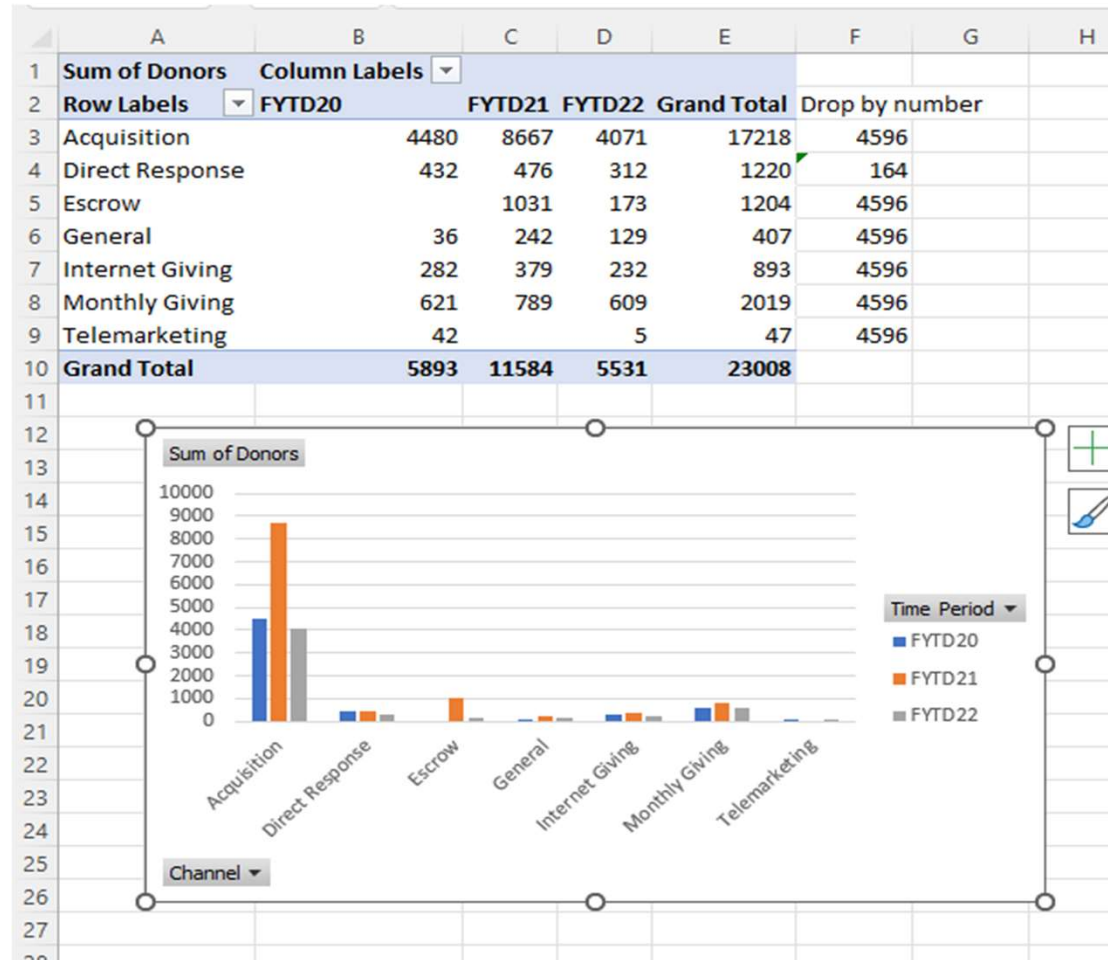 A B C D E F G H
1 Sum of Donors Column Labels
2 Row Labels FYTD20 FYTD21 FYTD22 Grand Total Drop by number
3 Acquisition 4480 8667 4071 17218 4596
4 Direct Response 432 476 312 1220 164
5 Escrow 1031 173 1204 4596
6 General 36 242 129 407 4596
7 Internet Giving 282 379 232 893 4596
8 Monthly Giving 621 789 609 2019 4596
9 Telemarketing 42 5 47 4596
10 Grand Total 5893 11584 5531 23008
11
12
13
14
15
16
17
18
19
20
21
22
23
24
25
26
27
Sum of Donors
10000
9000
8000
7000
6000
5000
4000
3000
2000
1000
0
Acquisition
Direct Response
Escrow
General
Internet Giving
Monthly Giving
Telemarketing
Time Period
FYTD20
FYTD21
FYTD22
Channel